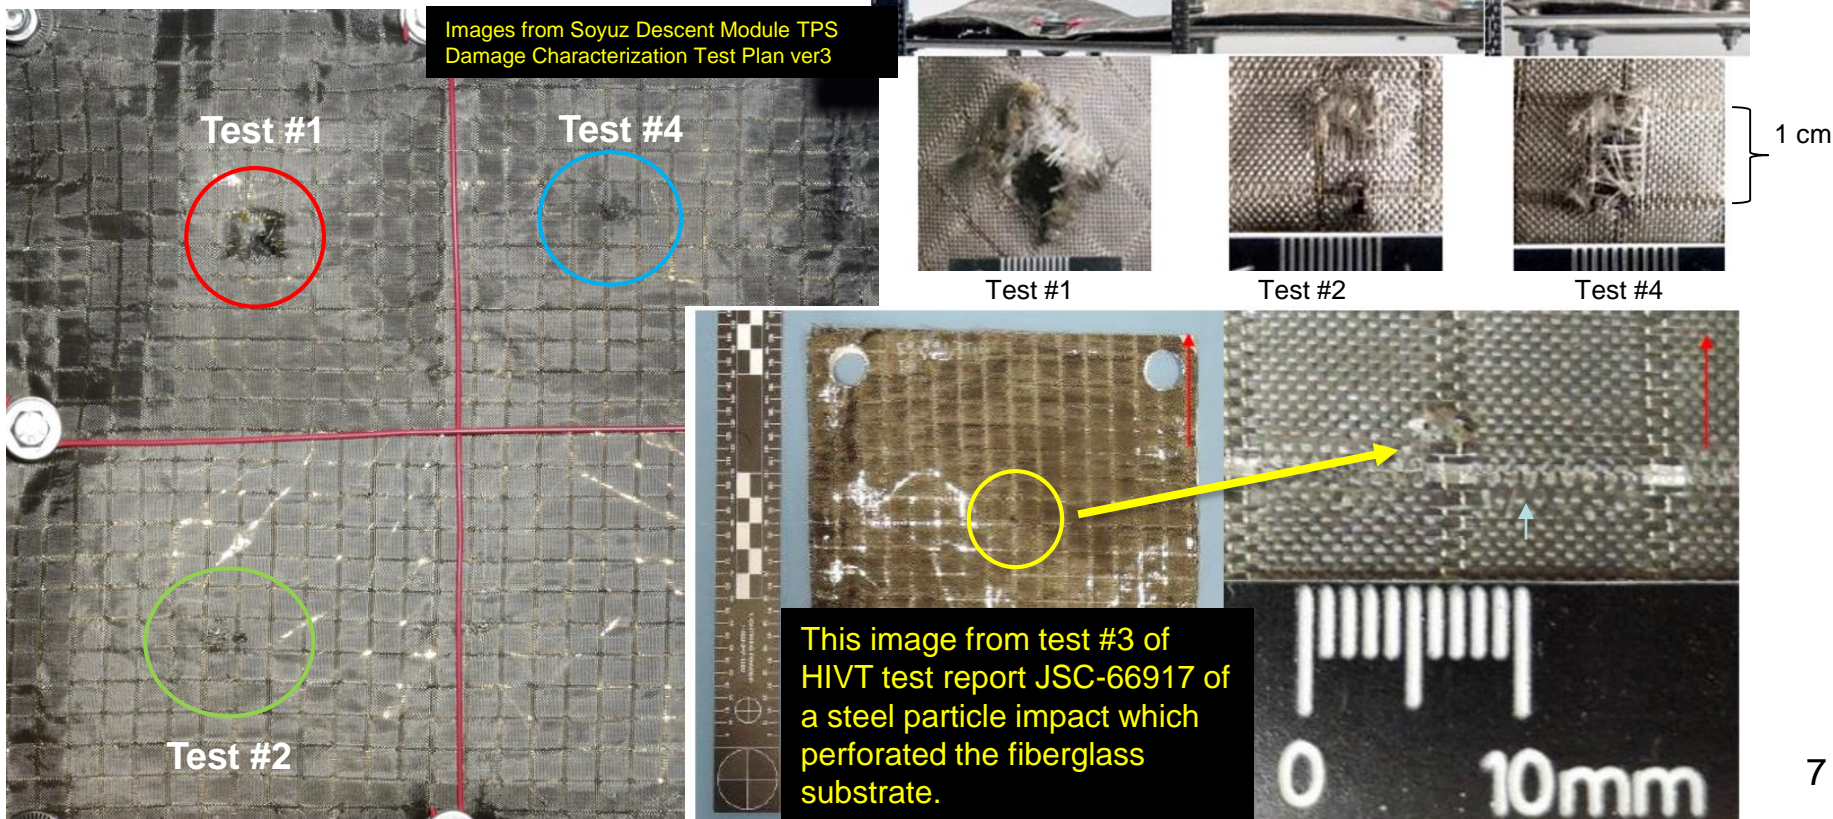 Images from Soyuz Descent Module TPS
Damage Characterization Test Plan ver3
Test #1
Test #4
Test #2
1 cm
Test #1
Test #2
Test #4
This image from test #3 of
HIVT test report JSC-66917 of
a steel particle impact which
perforated the fiberglass
substrate.
0
10mm
7